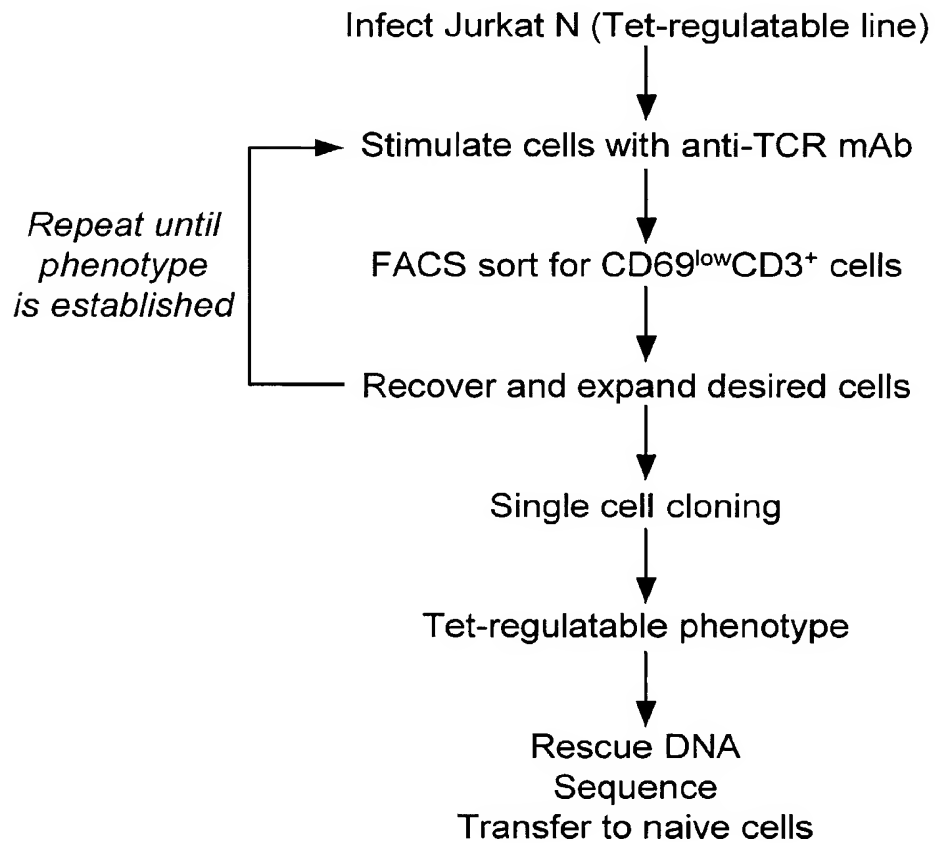 Infect Jurkat N (Tet-regulatable line)
Stimulate cells with anti-TCR mAb
Repeat until
phenotype
is established
FACS sort for CD69lowCD3+ cells
Recover and expand desired cells
Single cell cloning
Tet-regulatable phenotype
Rescue DNA
Sequence
Transfer to naive cells